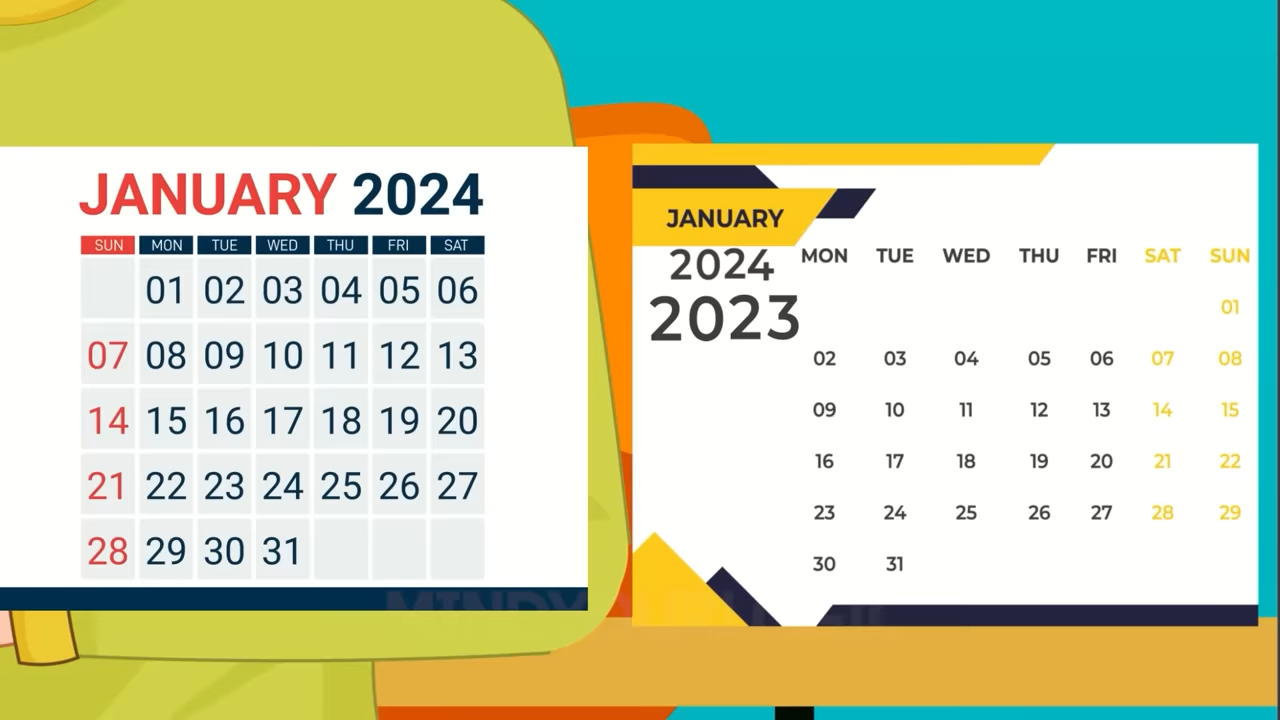 JANUARY 2024
SUN MON TUE WED THU FRI SAT
01 02 03 04 05 06
07 08 09 10 11 12 13
14 15 16 17 18 19 20
21 22 23 24 25 26 27
28 29 30 31
JANUARY
2024
2023
MON TUE WED THU FRI SAT SUN
01
02 03 04 05 06 07 08
09 10 11 12 13 14 15
16 17 18 19 20 21 22
23 24 25 26 27 28 29
30 31